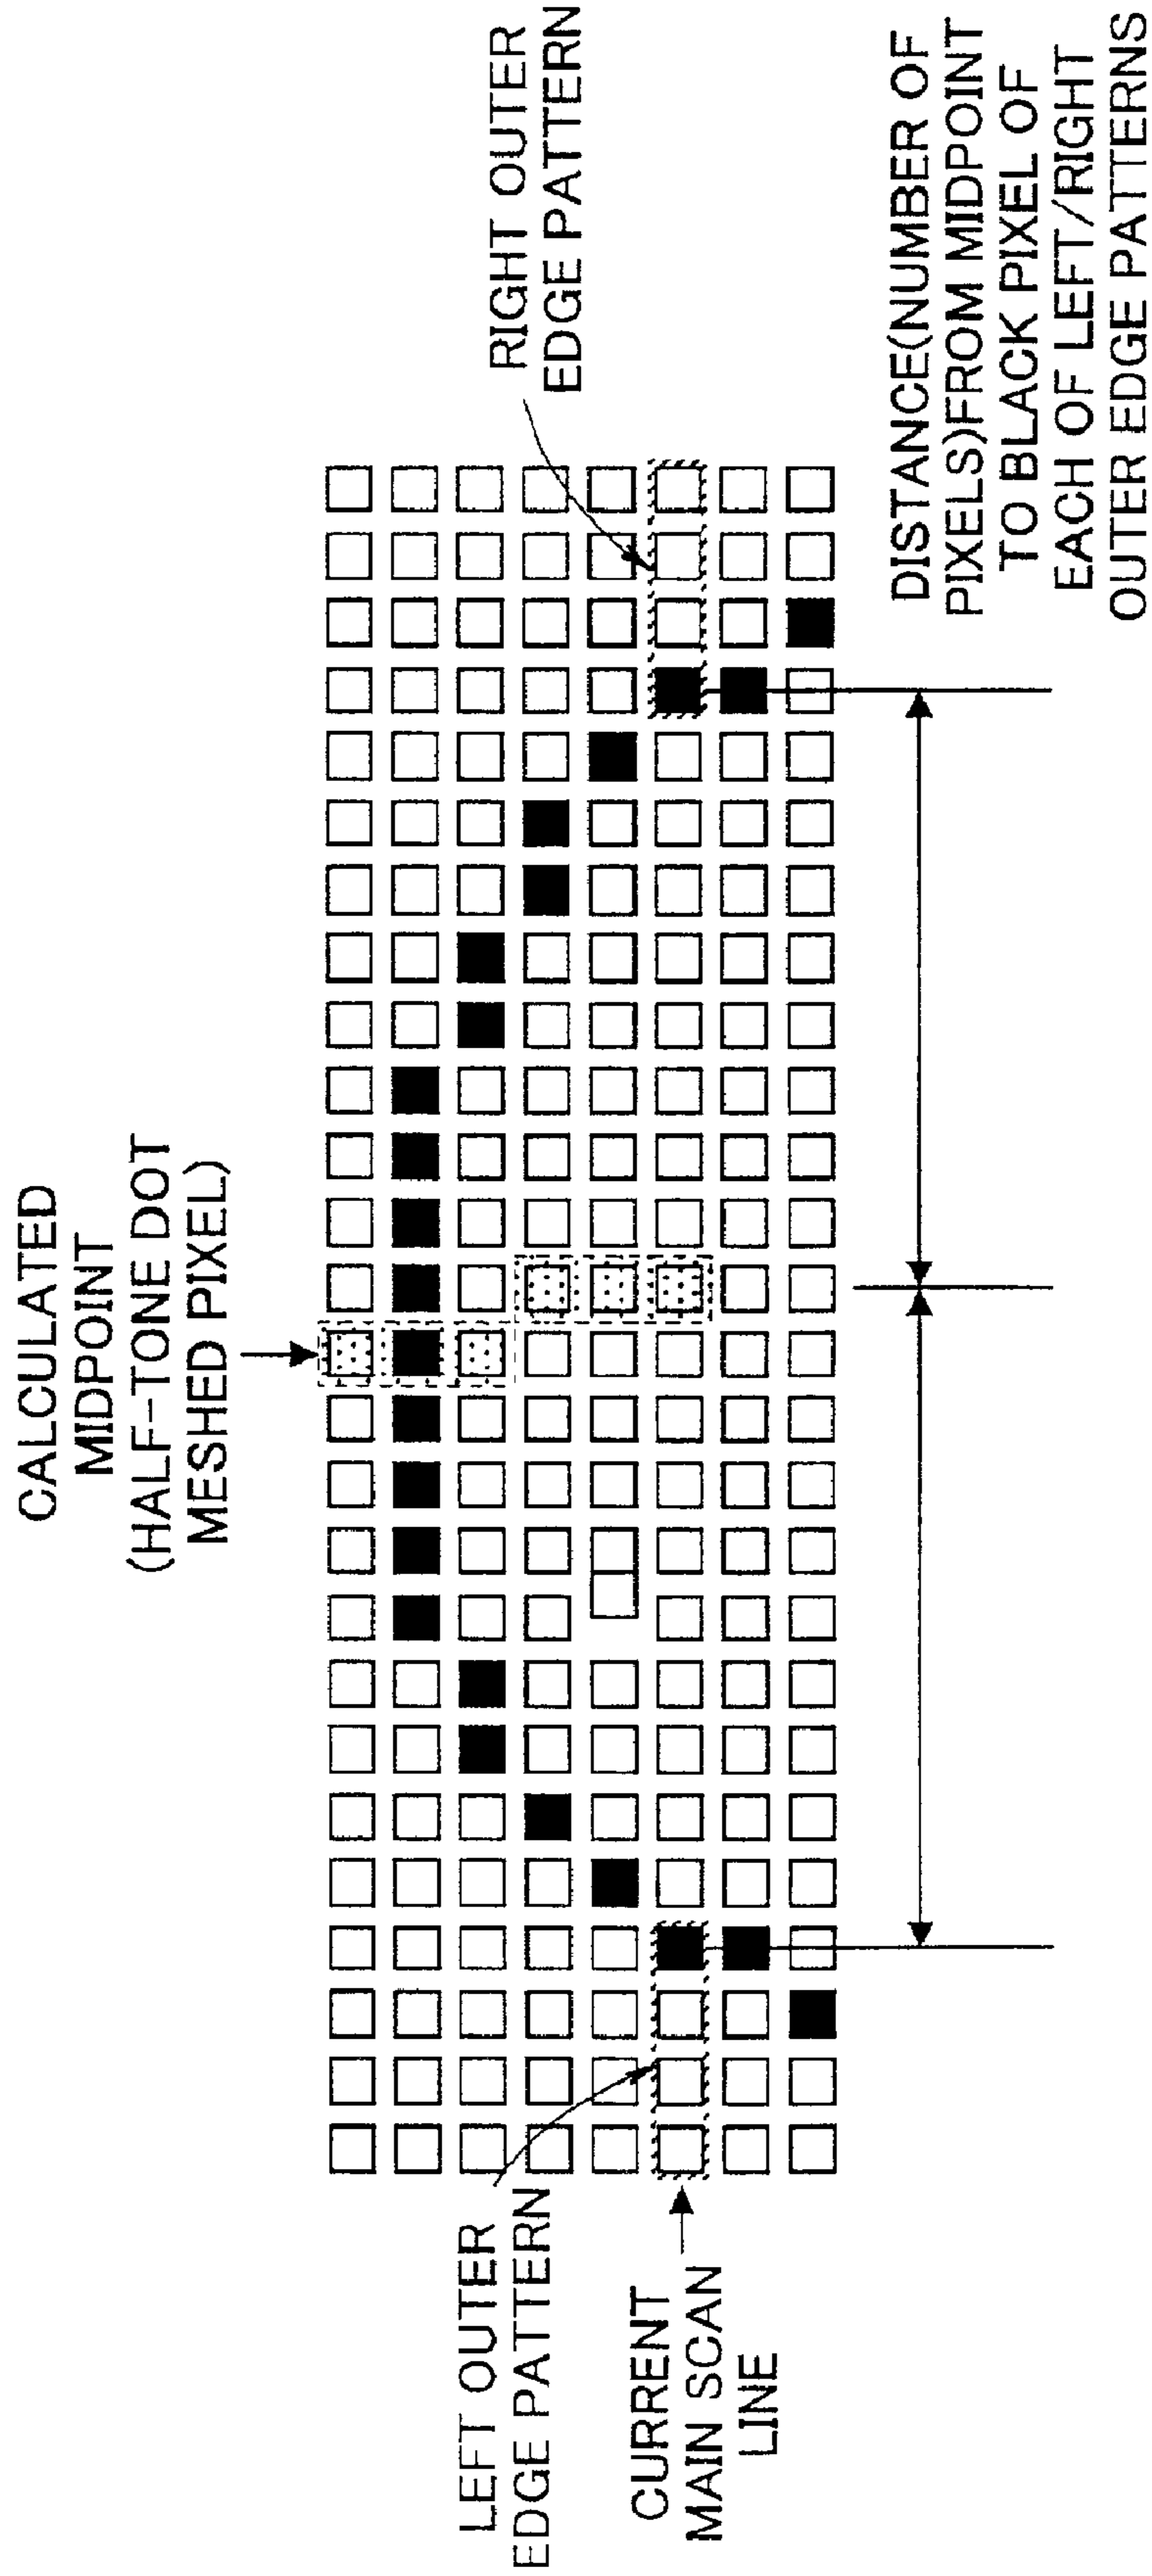 CALCULATED
MIDPOINT
(HALF-TONE DOT
MESHED PIXEL)
RIGHT OUTER
EDGE PATTERN
LEFT OUTER
EDGE PATTERN
CURRENT
MAIN SCAN
LINE
DISTANCE(NUMBER OF
PIXELS)FROM MIDPOINT
TO BLACK PIXEL OF
EACH OF LEFT/RIGHT
OUTER EDGE PATTERNS